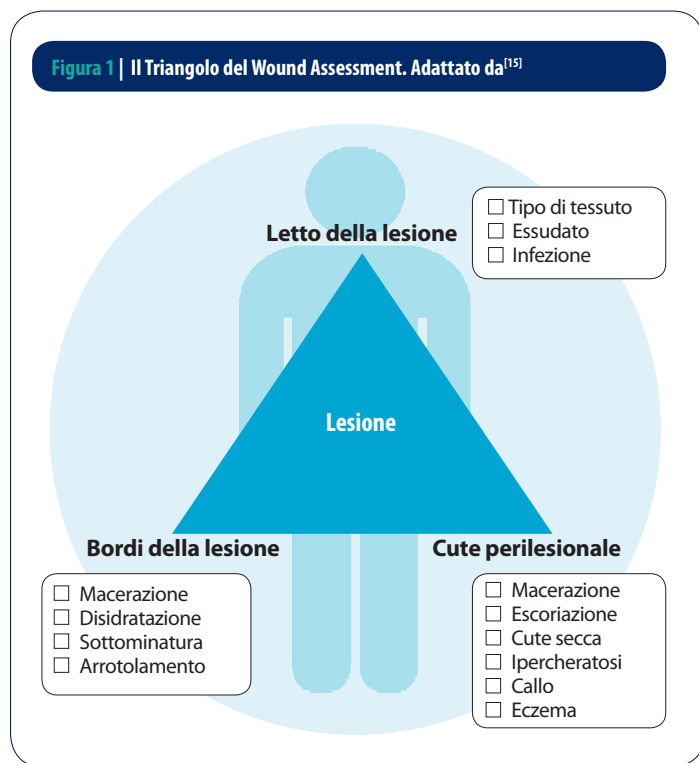 Figura 1 | Il Triangolo del Wound Assessment. Adattato da[15]
Letto della lesione
☐ Tipo di tessuto
☐ Essudato
☐ Infezione
Lesione
Bordi della lesione
☐ Macerazione
☐ Disidratazione
☐ Sottominatura
☐ Arrotolamento
Cute perilesionale
☐ Macerazione
☐ Escoriazione
☐ Cute secca
☐ Ipercheratosi
☐ Callo
☐ Eczema